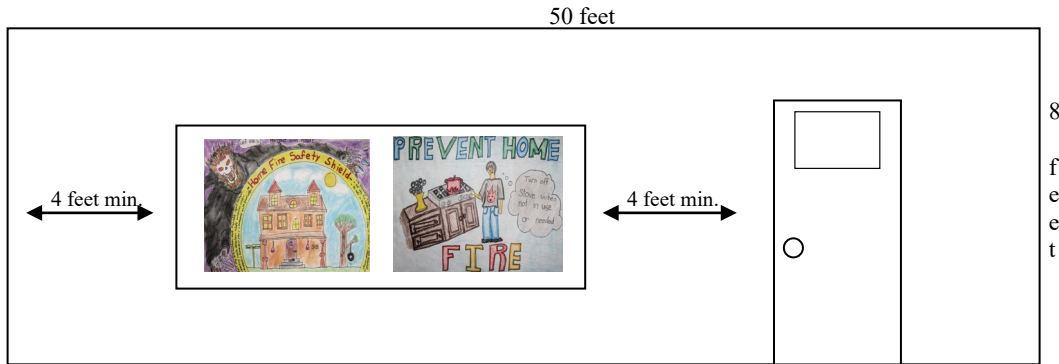 50 feet
8
f
e
e
t
4 feet min.
4 feet min.
Home Fire Safety Shield
PREVENT HOME
Turn off
Stove when
not in use
or needed
FIRE